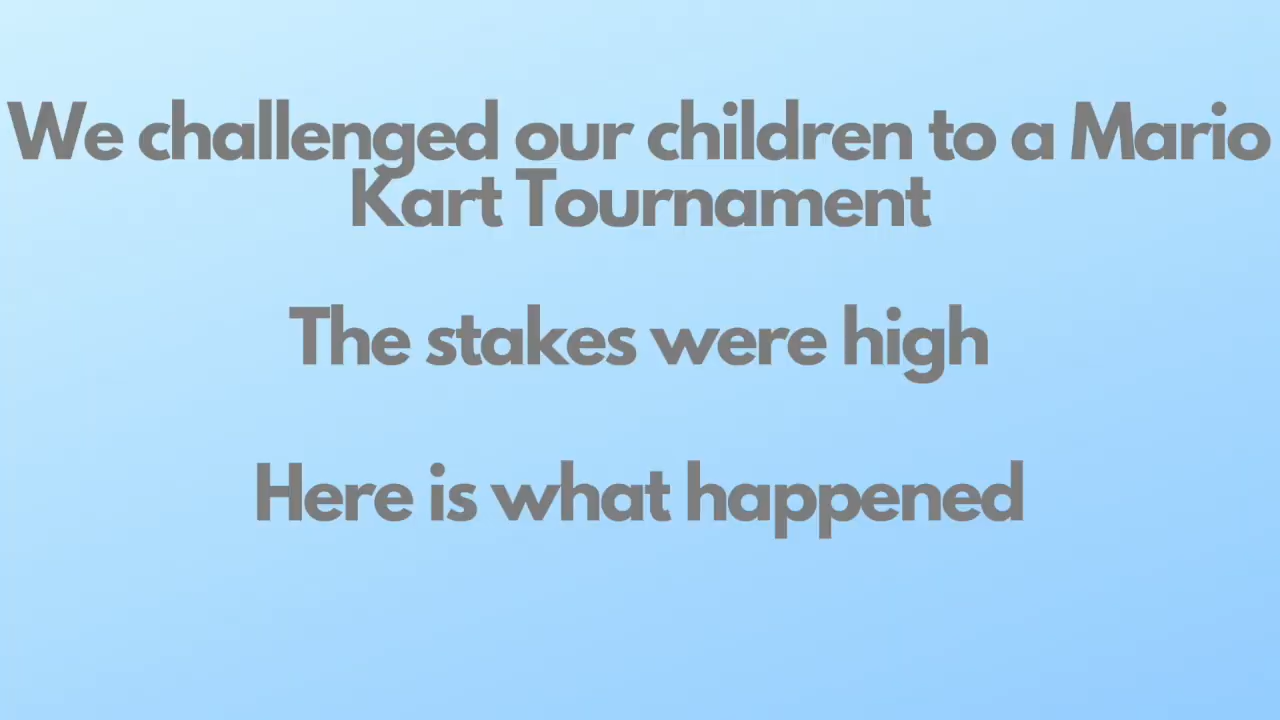 We challenged our children to a Mario
Kart Tournament
The stakes were high
Here is what happened